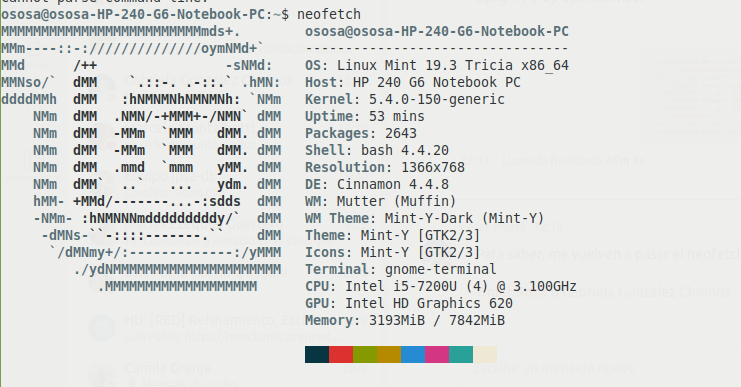 ososa@ososa-HP-240-G6-Notebook-PC:~$ neofetch
MMMMMMMMMMMMMMMMMMMMMMMMMmds+.        ososa@ososa-HP-240-G6-Notebook-PC
MMm----::-://////////////oymNMd+`     ---------------------------------
MMd      /++                -sNMd:    OS: Linux Mint 19.3 Tricia x86_64
MMNso/`  dMM    `.::-. .-::.` .hMN:   Host: HP 240 G6 Notebook PC
ddddMMh  dMM   :hNMNMNhNMNMNh: `NMm   Kernel: 5.4.0-150-generic
    NMm  dMM  .NMN/-+MMM+-/NMN` dMM   Uptime: 53 mins
    NMm  dMM  -MMm  `MMM   dMM. dMM   Packages: 2643
    NMm  dMM  -MMm  `MMM   dMM. dMM   Shell: bash 4.4.20
    NMm  dMM  .mmd  `mmm   yMM. dMM   Resolution: 1366x768
    NMm  dMM`  ..`   ...   ydm. dMM   DE: Cinnamon 4.4.8
    hMM- +MMd/-------...-:sdds  dMM   WM: Mutter (Muffin)
    -NMm- :hNMNNNmdddddddddy/`  dMM   WM Theme: Mint-Y-Dark (Mint-Y)
     -dMNs-``-::::-------.``    dMM   Theme: Mint-Y [GTK2/3]
      `/dMNmy+/:-------------:/yMMM   Icons: Mint-Y [GTK2/3]
         ./ydNMMMMMMMMMMMMMMMMMMMMM   Terminal: gnome-terminal
            .MMMMMMMMMMMMMMMMMMM      CPU: Intel i5-7200U (4) @ 3.100GHz
GPU: Intel HD Graphics 620
Memory: 3193MiB / 7842MiB